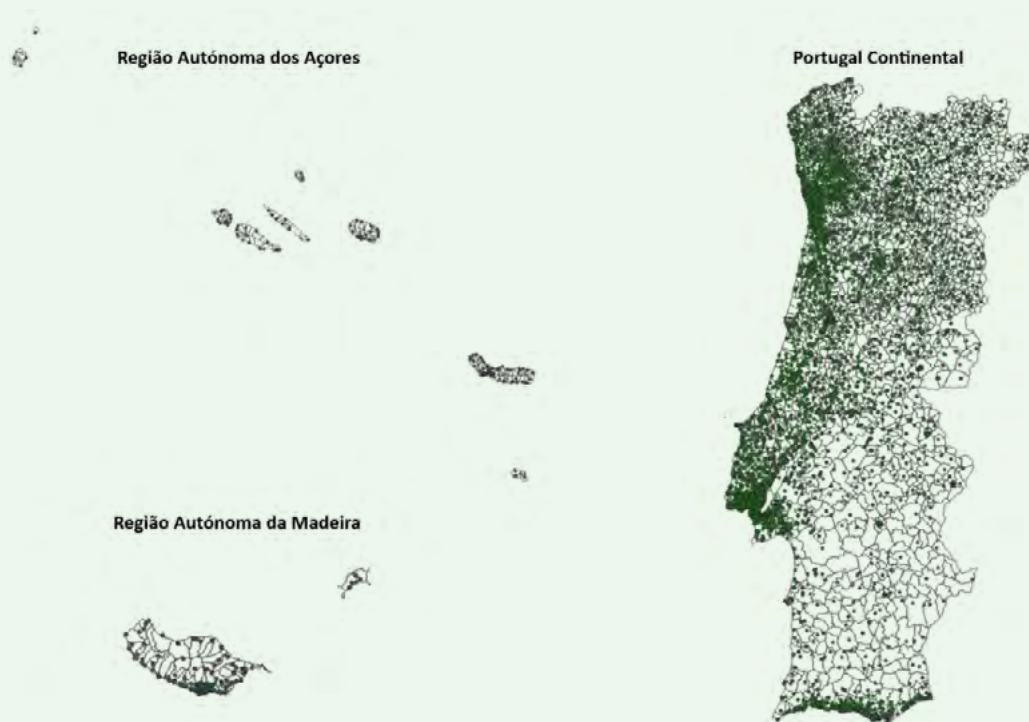 Região Autónoma dos Açores
Portugal Continental
Região Autónoma da Madeira